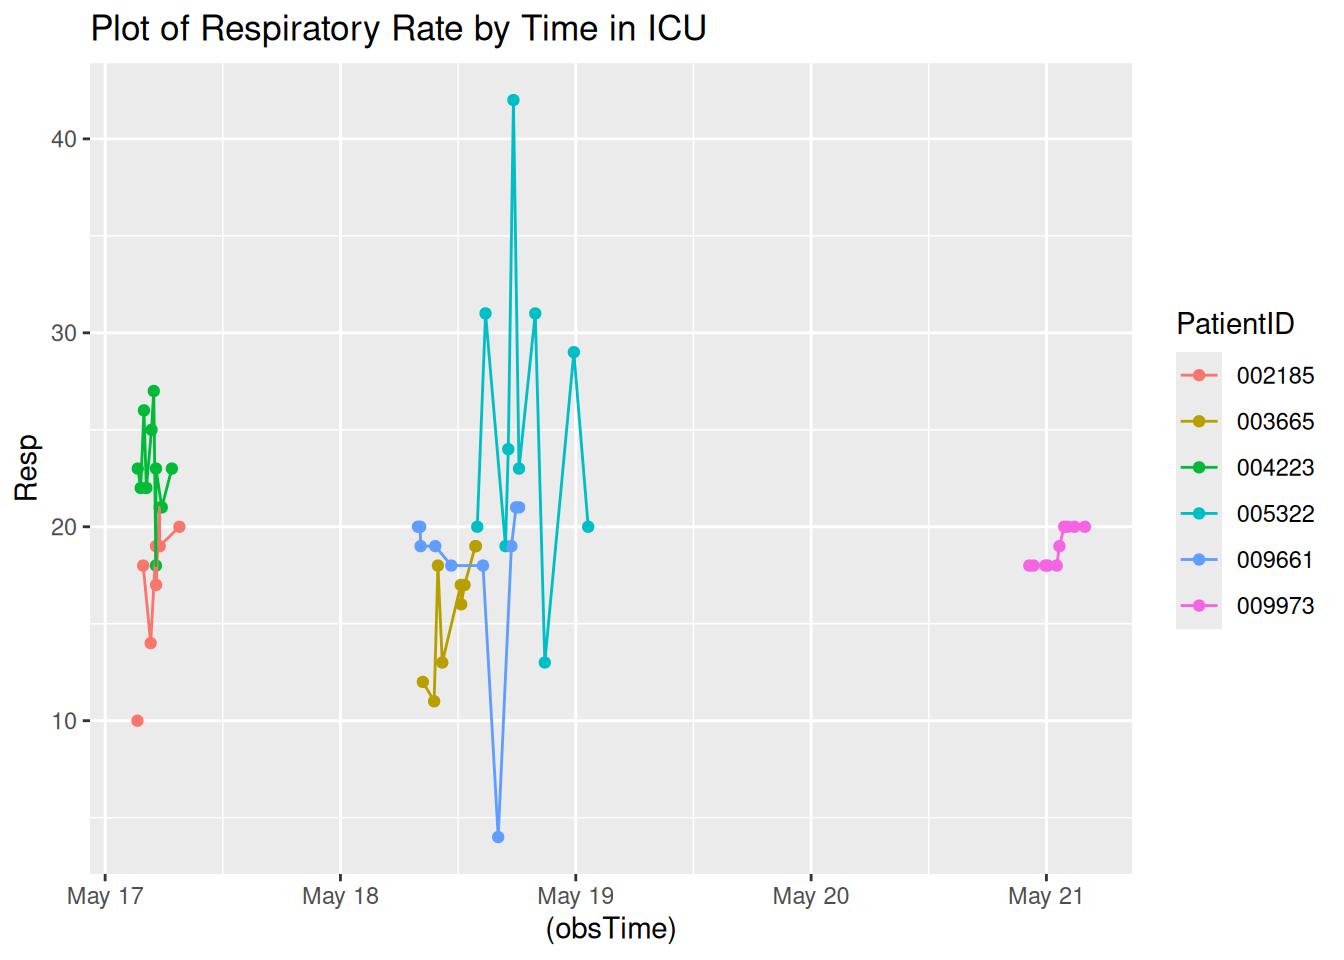 Plot of Respiratory Rate by Time in ICU
40
30
20
10
Resp
May 17
May 18
May 19
May 20
May 21
(obsTime)
PatientID
002185
003665
004223
005322
009661
009973